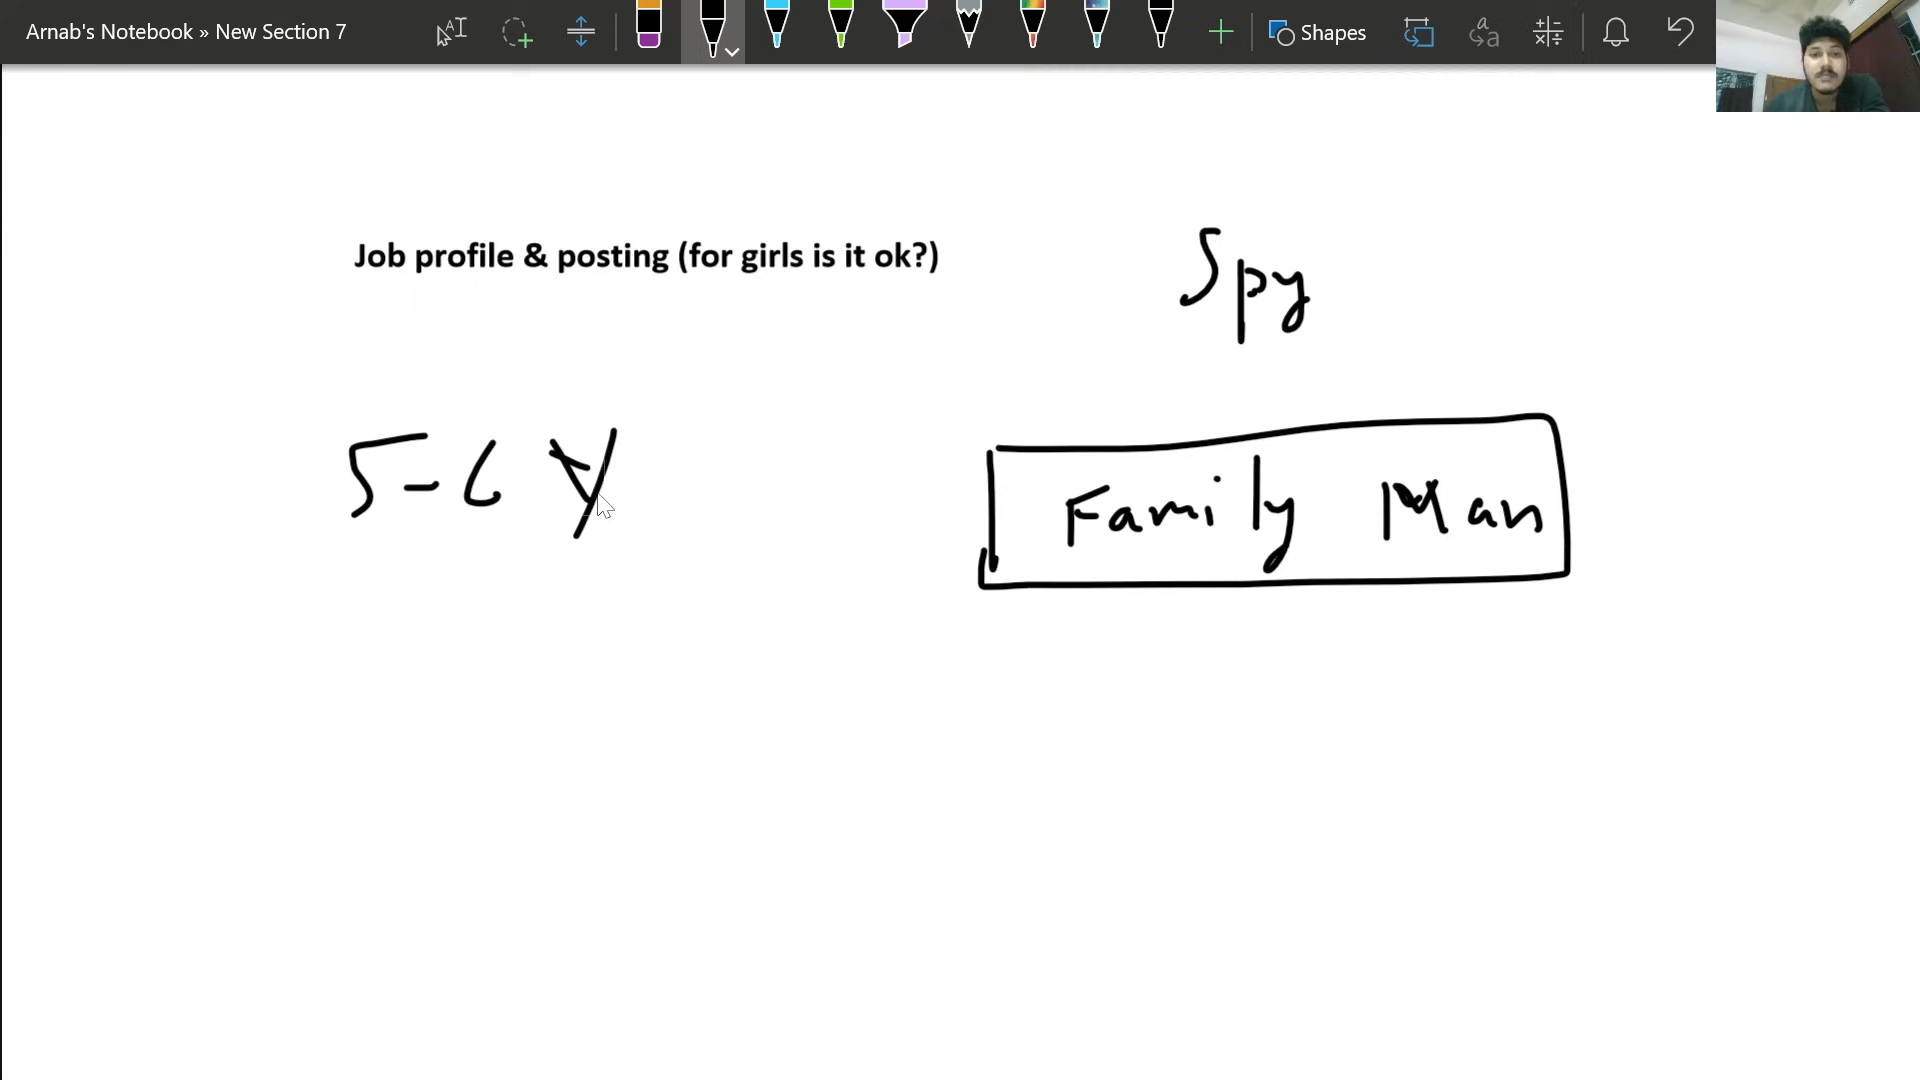 Arnab's Notebook » New Section 7
Shapes
Job profile & posting (for girls is it ok?)
Spy
5-6 Y
Family Man